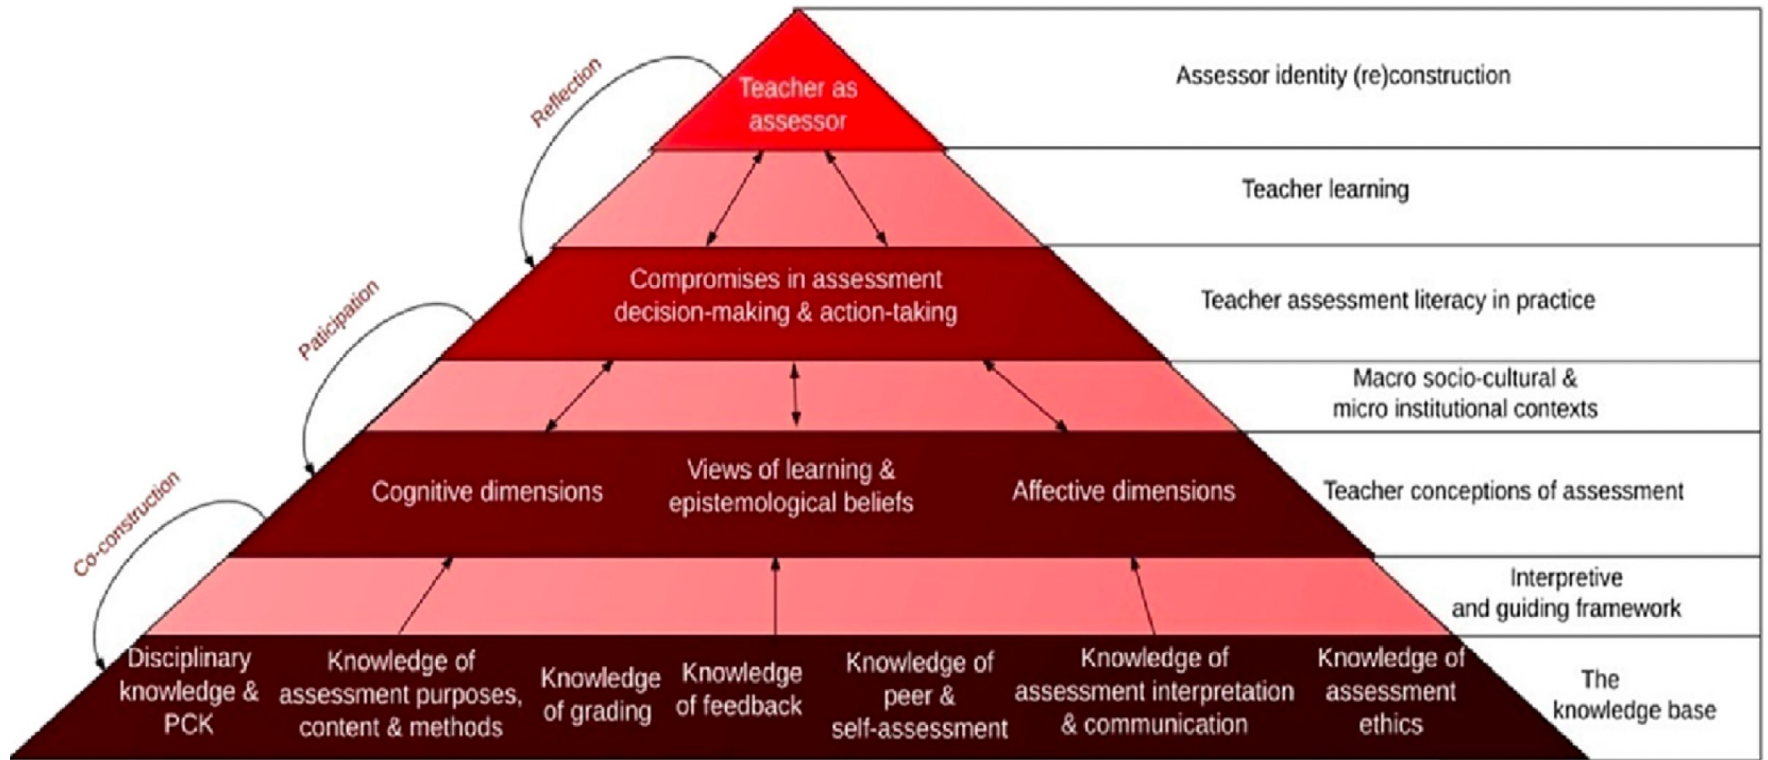 Reflection
Teacher as
assessor
Assessor identity (re)construction
Teacher learning
Paticipation
Compromises in assessment
decision-making & action-taking
Teacher assessment literacy in practice
Macro socio-cultural &
micro institutional contexts
Co-construction
Cognitive dimensions
Views of learning &
epistemological beliefs
Affective dimensions
Teacher conceptions of assessment
Interpretive
and guiding framework
Disciplinary
knowledge &
PCK
Knowledge of
assessment purposes,
content & methods
Knowledge
of grading
Knowledge
of feedback
Knowledge of
peer &
self-assessment
Knowledge of
assessment interpretation
& communication
Knowledge of
assessment
ethics
The
knowledge base